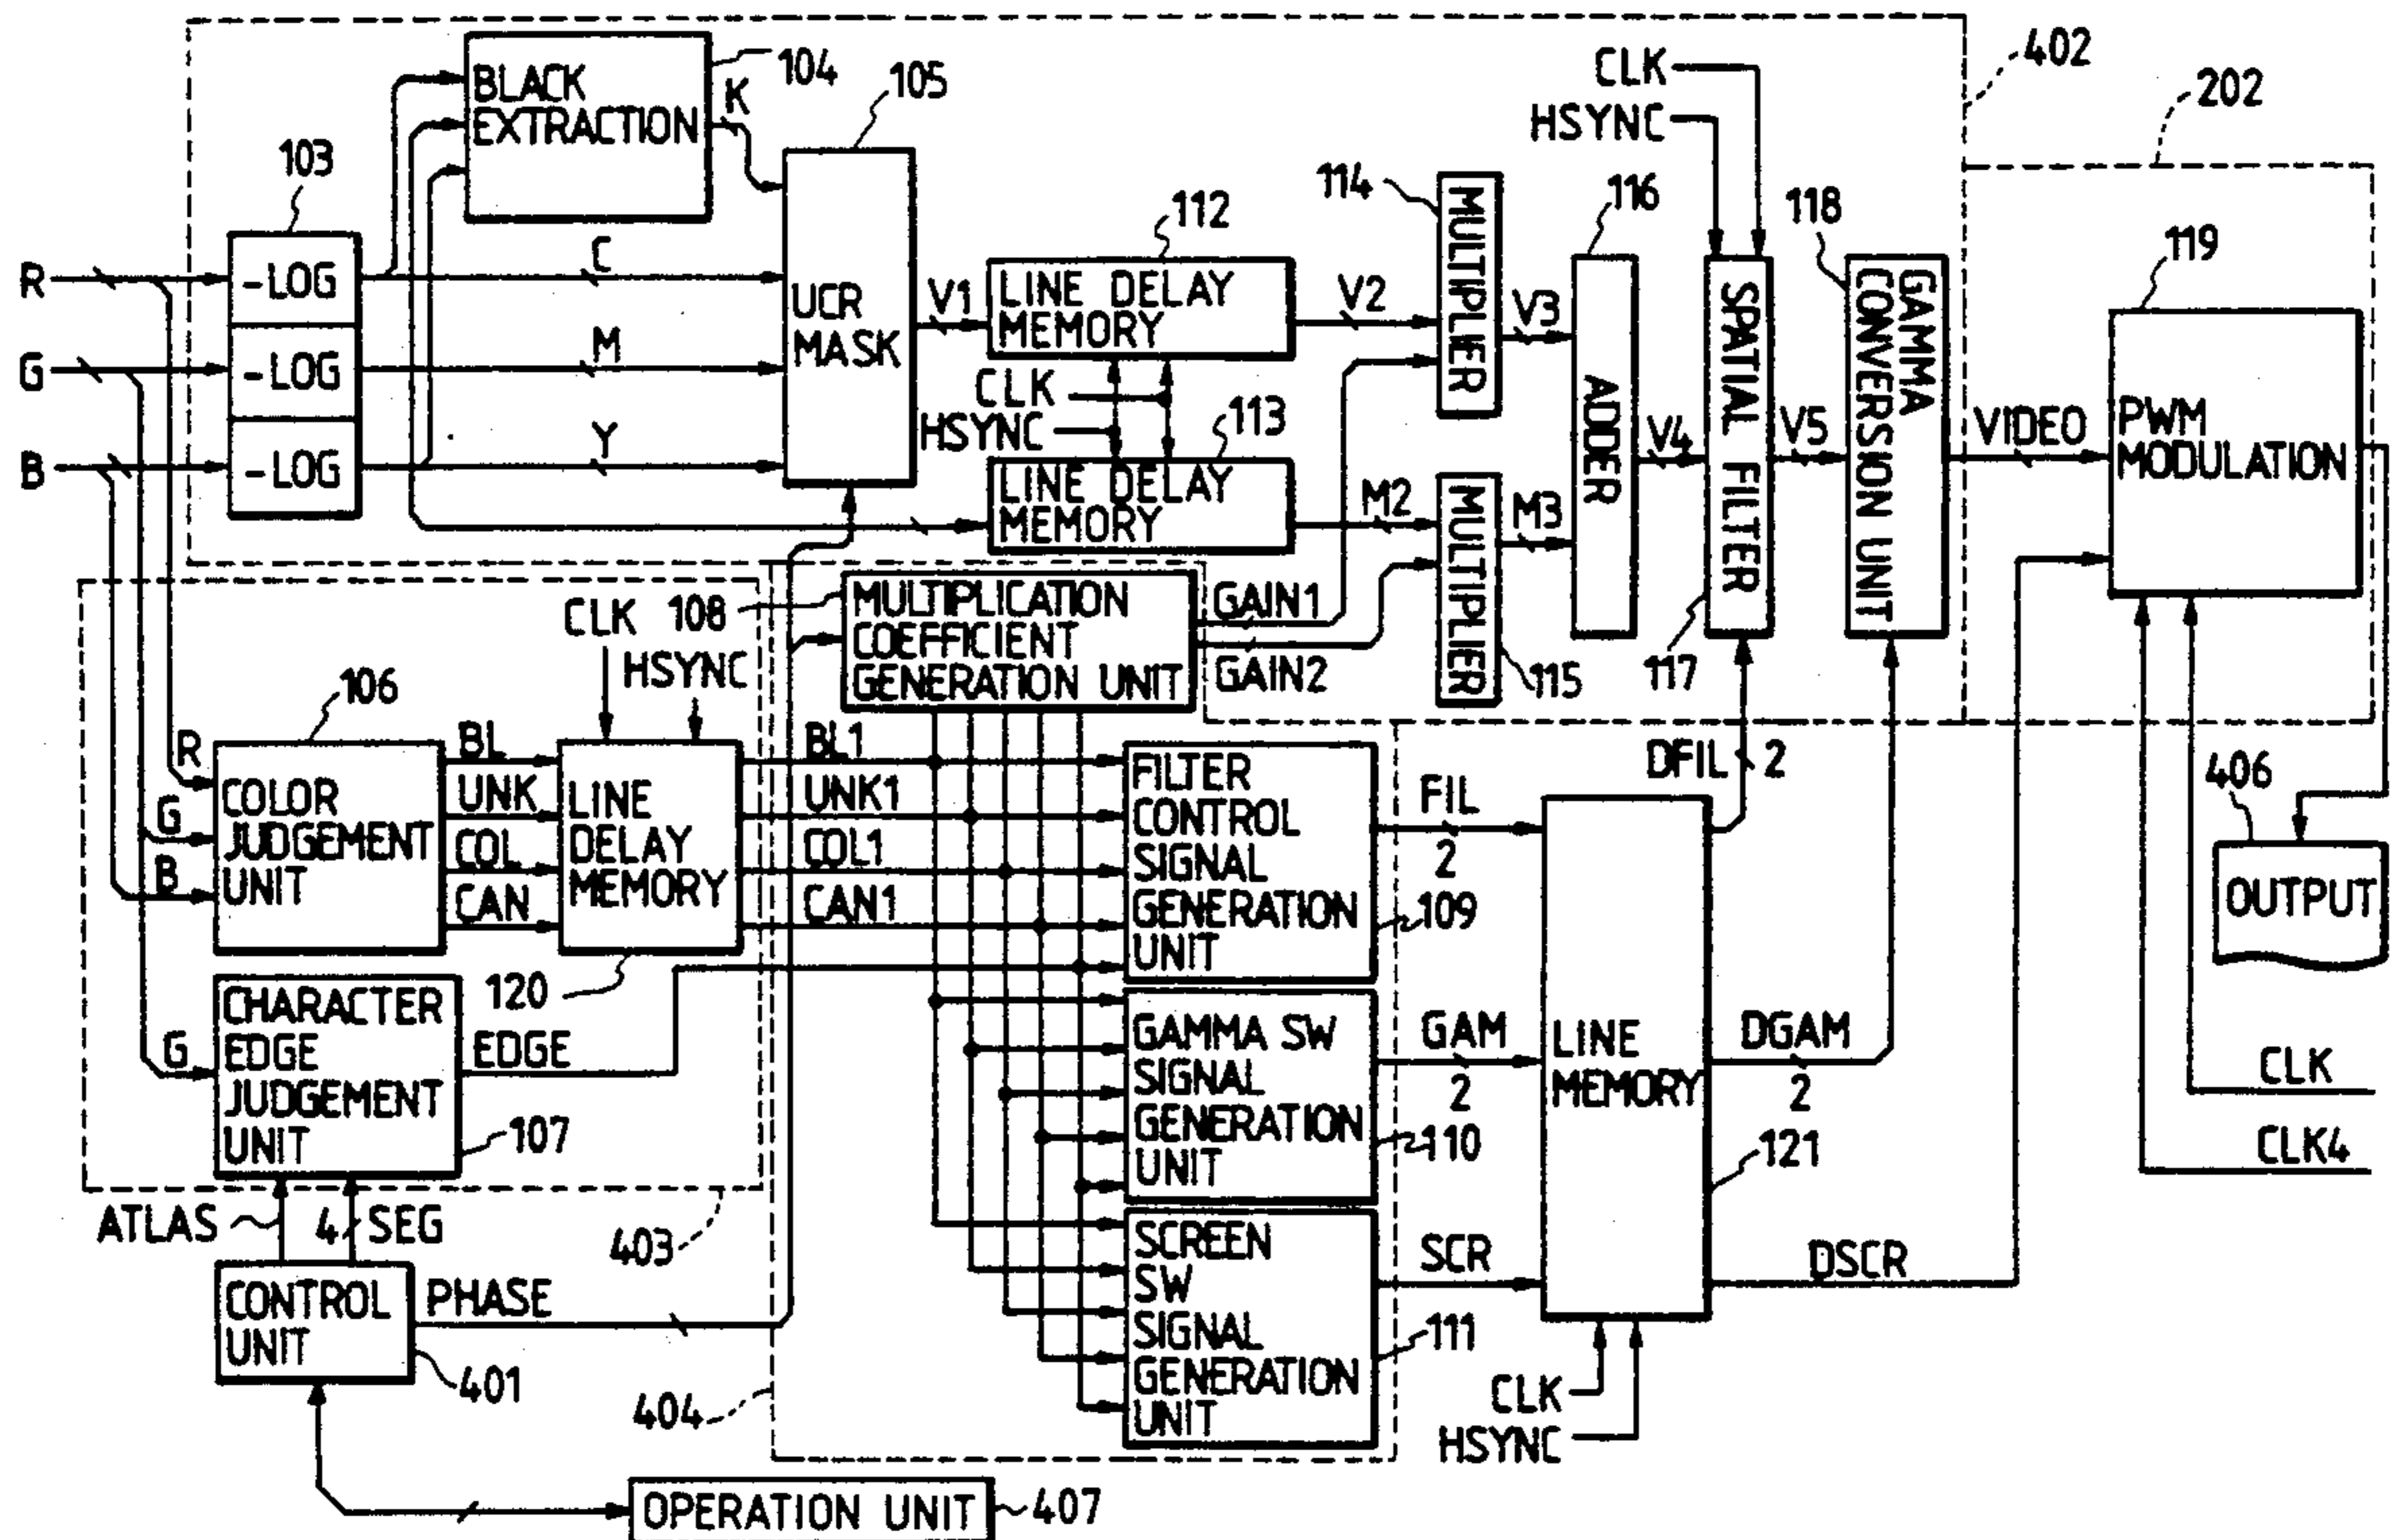 402
202
BLACK
EXTRACTION
104
K
105
CLK
HSYNC
103
R
-LOG
G
-LOG
B
-LOG
C
M
Y
UCR
MASK
V1
112
LINE DELAY
MEMORY
V2
CLK
HSYNC
113
LINE DELAY
MEMORY
M2
114
MULTIPLIER
V3
M3
MULTIPLIER
115
116
ADDER
V4
SPATIAL FILTER
117
V5
118
GAMMA
CONVERSION UNIT
VIDEO
119
PWM
MODULATION
CLK
HSYNC
108
MULTIPLICATION
COEFFICIENT
GENERATION UNIT
GAIN1
GAIN2
106
R
G
B
COLOR
JUDGEMENT
UNIT
BL
UNK
COL
CAN
LINE
DELAY
MEMORY
120
BL1
UNK1
COL1
CAN1
FILTER
CONTROL
SIGNAL
GENERATION
UNIT
109
FIL
2
DFIL
2
406
OUTPUT
G
CHARACTER
EDGE
JUDGEMENT
UNIT
107
EDGE
GAMMA SW
SIGNAL
GENERATION
UNIT
110
GAM
2
LINE
MEMORY
121
DGAM
2
CLK
CLK4
ATLAS
4
SEG
403
CONTROL
UNIT
401
PHASE
404
SCREEN
SW
SIGNAL
GENERATION
UNIT
111
SCR
DSCR
CLK
HSYNC
OPERATION UNIT
407